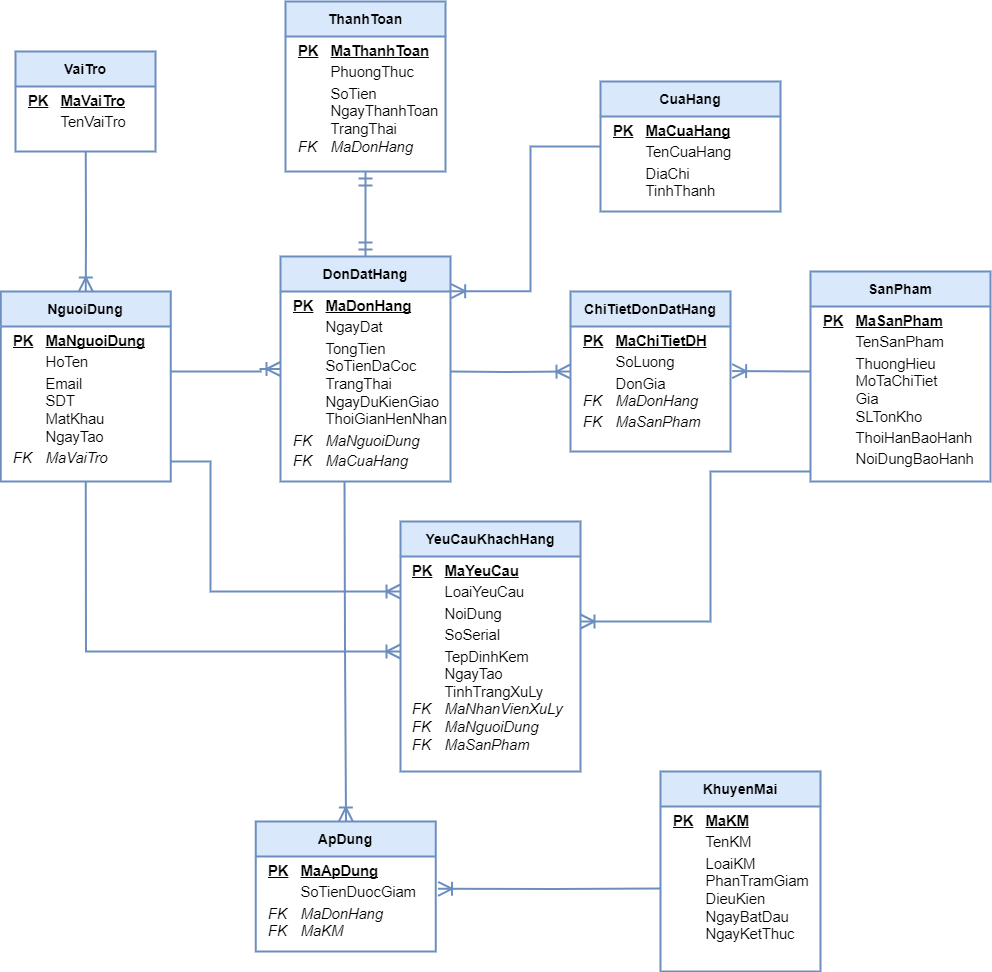 ThanhToan
PK MaThanhToan
PhuongThuc
SoTien
NgayThanhToan
TrangThai
FK MaDonHang
VaiTro
PK MaVaiTro
TenVaiTro
CuaHang
PK MaCuaHang
TenCuaHang
DiaChi
TinhThanh
NguoiDung
PK MaNguoiDung
HoTen
Email
SDT
MatKhau
NgayTao
FK MaVaiTro
DonDatHang
PK MaDonHang
NgayDat
TongTien
SoTienDaCoc
TrangThai
NgayDuKienGiao
ThoiGianHenNhan
FK MaNguoiDung
FK MaCuaHang
ChiTietDonDatHang
PK MaChiTietDH
SoLuong
DonGia
FK MaDonHang
FK MaSanPham
SanPham
PK MaSanPham
TenSanPham
ThuongHieu
MoTaChiTiet
Gia
SLTonKho
ThoiHanBaoHanh
NoiDungBaoHanh
YeuCauKhachHang
PK MaYeuCau
LoaiYeuCau
NoiDung
SoSerial
TepDinhKem
NgayTao
TinhTrangXuLy
FK MaNhanVienXuLy
FK MaNguoiDung
FK MaSanPham
ApDung
PK MaApDung
SoTienDuocGiam
FK MaDonHang
FK MaKM
KhuyenMai
PK MaKM
TenKM
LoaiKM
PhanTramGiam
DieuKien
NgayBatDau
NgayKetThuc